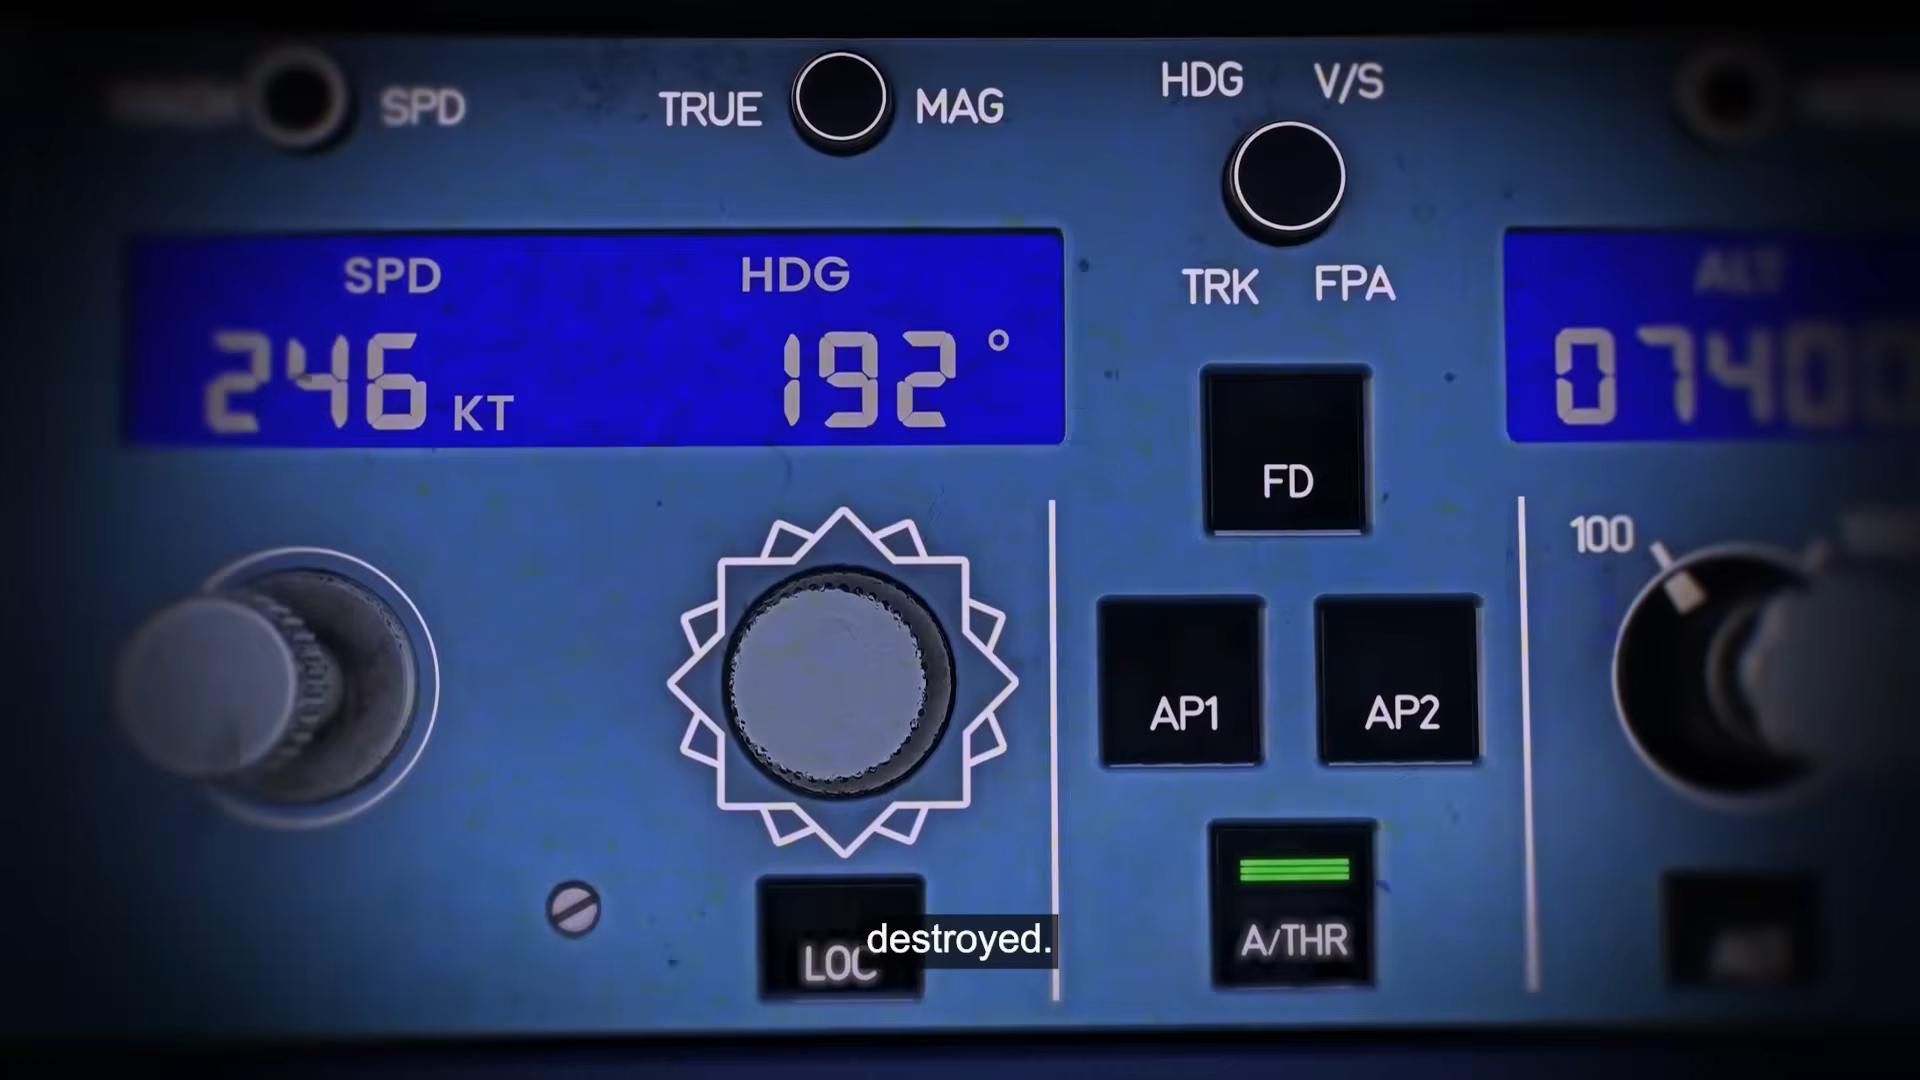 SPD
TRUE MAG
HDG V/S
TRK FPA
SPD HDG
246 KT 192°
ALT
07400
FD
100
AP1 AP2
A/THR
LOC
destroyed.